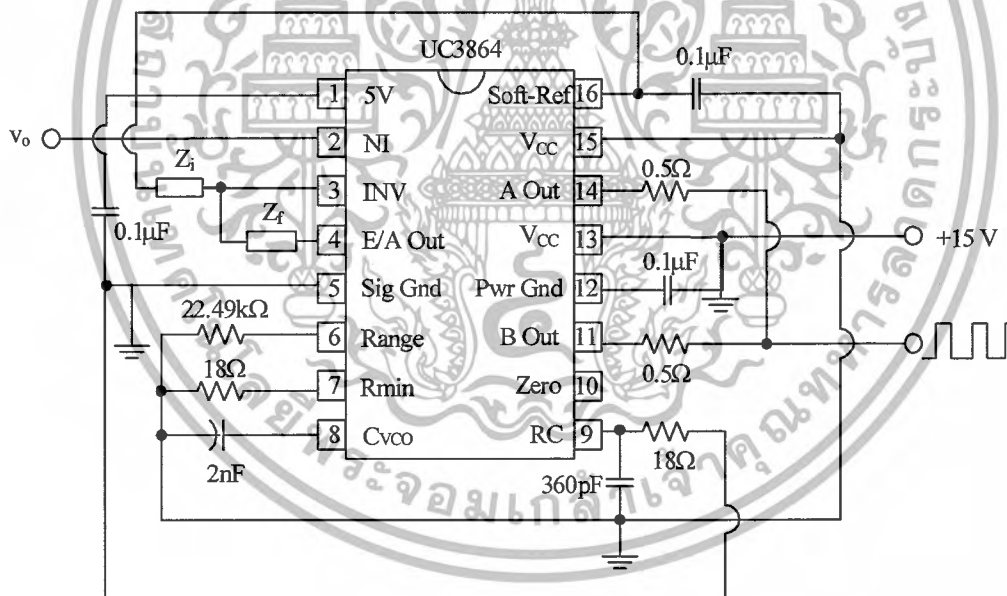 UC3864
0.1µF
1 5V
Soft-Ref 16
vo
2 NI
VCC 15
Zi
0.5Ω
3 INV
A Out 14
Zf
0.1µF
4 E/A Out
VCC 13
+15 V
0.1µF
5 Sig Gnd
Pwr Gnd 12
22.49kΩ
6 Range
B Out 11
18Ω
0.5Ω
7 Rmin
Zero 10
8 CVCO
RC 9
2nF
18Ω
360pF